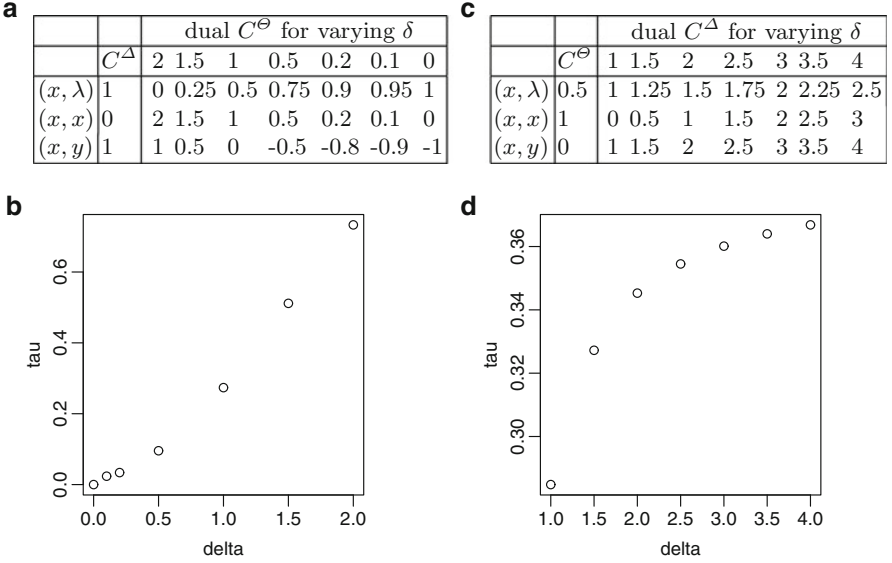 a
dual C^Θ for varying δ
C^Δ 2 1.5 1 0.5 0.2 0.1 0
(x, λ) 1 0 0.25 0.5 0.75 0.9 0.95 1
(x, x) 0 2 1.5 1 0.5 0.2 0.1 0
(x, y) 1 1 0.5 0 -0.5 -0.8 -0.9 -1
c
dual C^Δ for varying δ
C^Θ 1 1.5 2 2.5 3 3.5 4
(x, λ) 0.5 1 1.25 1.5 1.75 2 2.25 2.5
(x, x) 1 0 0.5 1 1.5 2 2.5 3
(x, y) 0 1 1.5 2 2.5 3 3.5 4
b
tau
0.6
0.4
0.2
0.0
0.0 0.5 1.0 1.5 2.0
delta
d
tau
0.36
0.34
0.32
0.30
1.0 1.5 2.0 2.5 3.0 3.5 4.0
delta